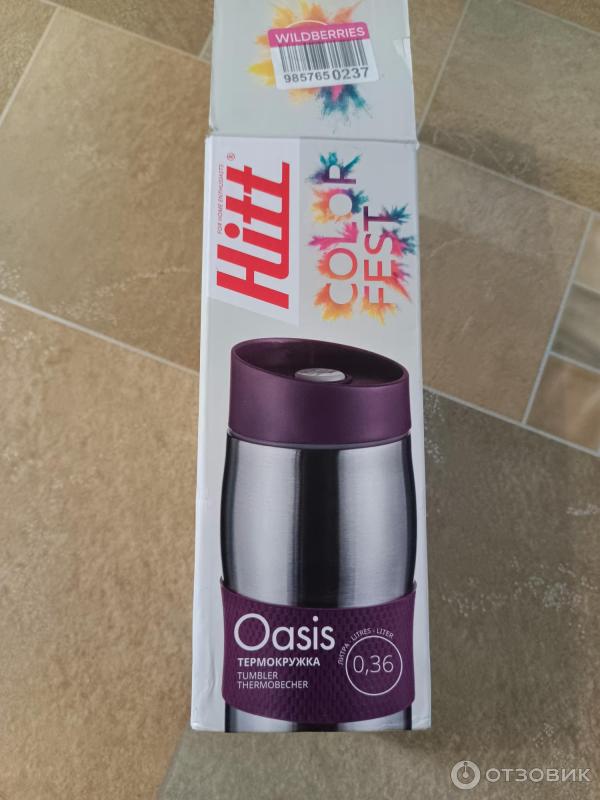 WILDBERRIES
9857650237
Hitt®
FOR HOME ENTHUSIASTS
COLOR
FEST
Oasis
ТЕРМОКРУЖКА
TUMBLER
THERMOBECHER
ЛИТРА · LITRES · LITER
0,36
ОТЗОВИК